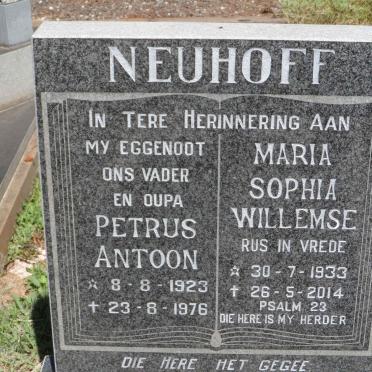 NEUHOFF
IN TERE HERINNERING AAN
MY EGGENOOT
ONS VADER
EN OUPA
PETRUS
ANTOON
☆ 8-8-1923
✝ 23-8-1976
MARIA
SOPHIA
WILLEMSE
RUS IN VREDE
☆ 30-7-1933
✝ 26-5-2014
PSALM 23
DIE HERE IS MY HERDER
DIE HERE HET GEGEE